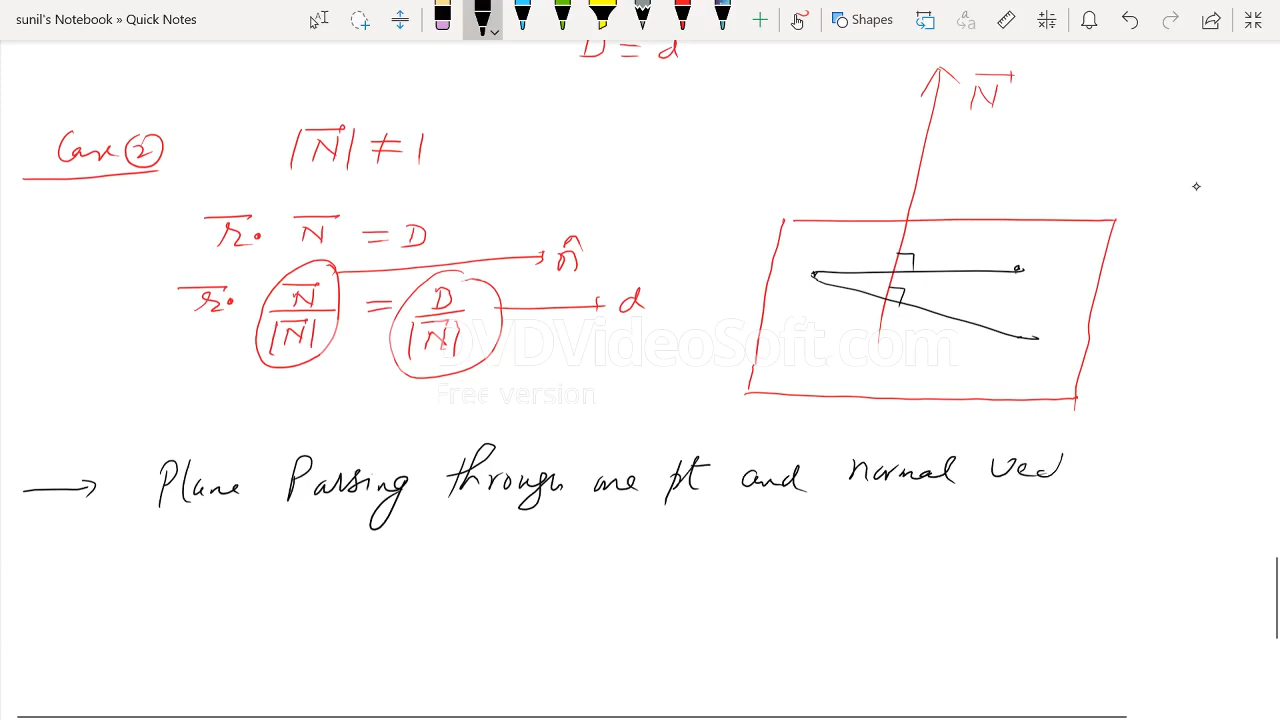 sunil's Notebook » Quick Notes
Shapes
D = d
N⃗
Case ②
|N⃗| ≠ 1
r̅ · N̅ = D
n̂
r̅ · N̅/|N̅| = D/|N̅| → d
DVDVideoSoft.com
Free version
→ Plane Passing through one pt and normal Vec